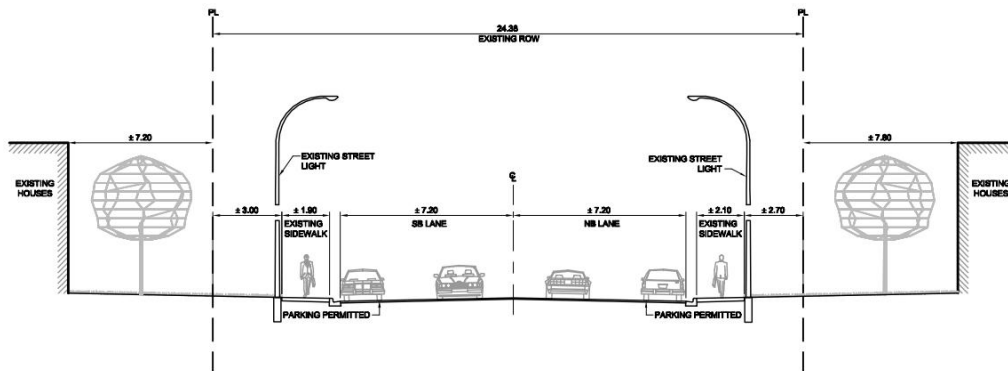 PL
PL
24.38
EXISTING ROW
± 7.20
± 7.80
EXISTING STREET
LIGHT
EXISTING STREET
LIGHT
EXISTING
HOUSES
EXISTING
HOUSES
CL
± 3.00
± 1.90
± 7.20
± 7.20
± 2.10
± 2.70
EXISTING
SIDEWALK
SB LANE
NB LANE
EXISTING
SIDEWALK
PARKING PERMITTED
PARKING PERMITTED